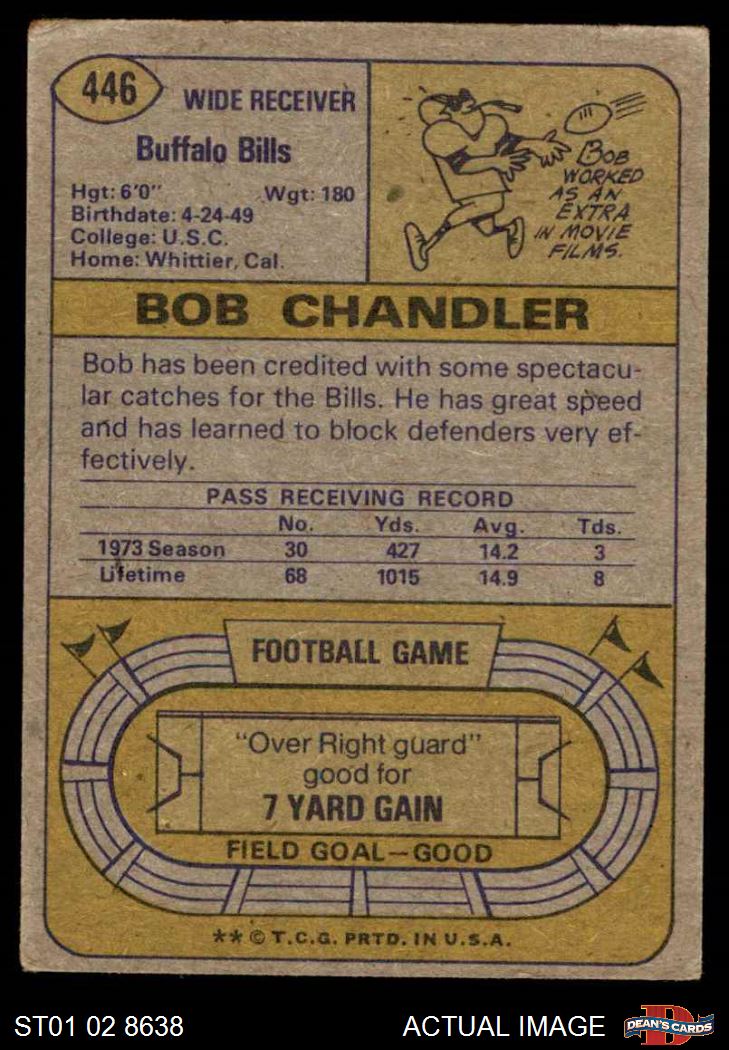 446
WIDE RECEIVER
Buffalo Bills
Hgt: 6'0" Wgt: 180
Birthdate: 4-24-49
College: U.S.C.
Home: Whittier, Cal.
BOB
WORKED
AS AN
EXTRA
IN MOVIE
FILMS.
BOB CHANDLER
Bob has been credited with some spectacu-
lar catches for the Bills. He has great speed
and has learned to block defenders very ef-
fectively.
PASS RECEIVING RECORD
No. Yds. Avg. Tds.
1973 Season 30 427 14.2 3
Lifetime 68 1015 14.9 8
FOOTBALL GAME
"Over Right guard"
good for
7 YARD GAIN
FIELD GOAL—GOOD
** © T.C.G. PRTD. IN U.S.A.
ST01 02 8638 ACTUAL IMAGE
D
DEAN'S CARDS